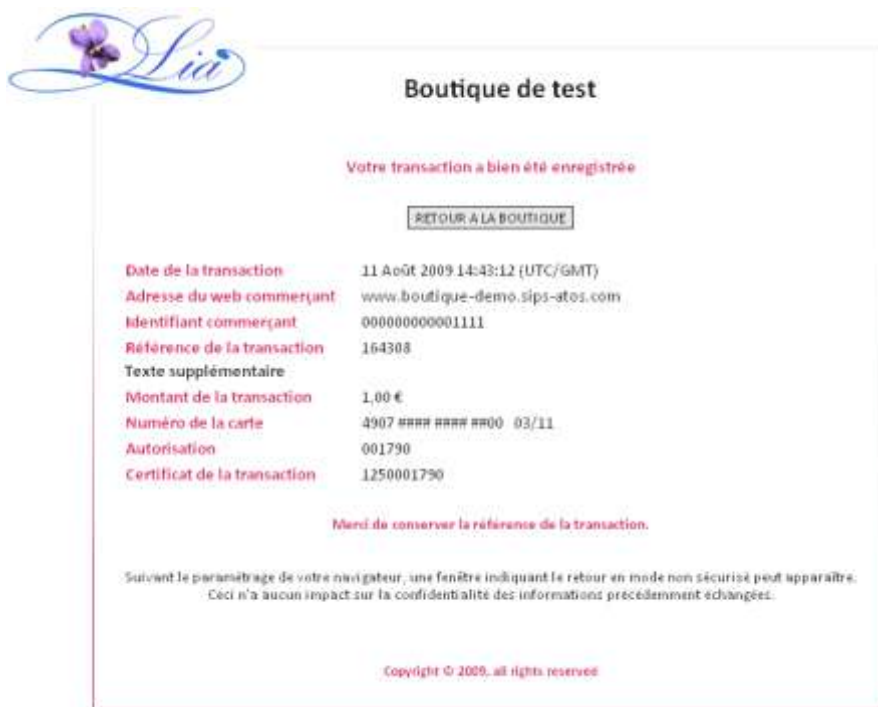 Lia
Boutique de test
Votre transaction a bien été enregistrée
RETOUR A LA BOUTIQUE
Date de la transaction 11 Août 2009 14:43:12 (UTC/GMT)
Adresse du web commerçant www.boutique-demo.sips-atos.com
Identifiant commerçant 000000000001111
Référence de la transaction 164308
Texte supplémentaire
Montant de la transaction 1,00 €
Numéro de la carte 4907 #### #### ##00 03/11
Autorisation 001790
Certificat de la transaction 1250001790
Merci de conserver la référence de la transaction.
Suivant le paramétrage de votre navigateur, une fenêtre indiquant le retour en mode non sécurisé peut apparaître.
Ceci n'a aucun impact sur la confidentialité des informations précédemment échangées.
Copyright © 2009, all rights reserved